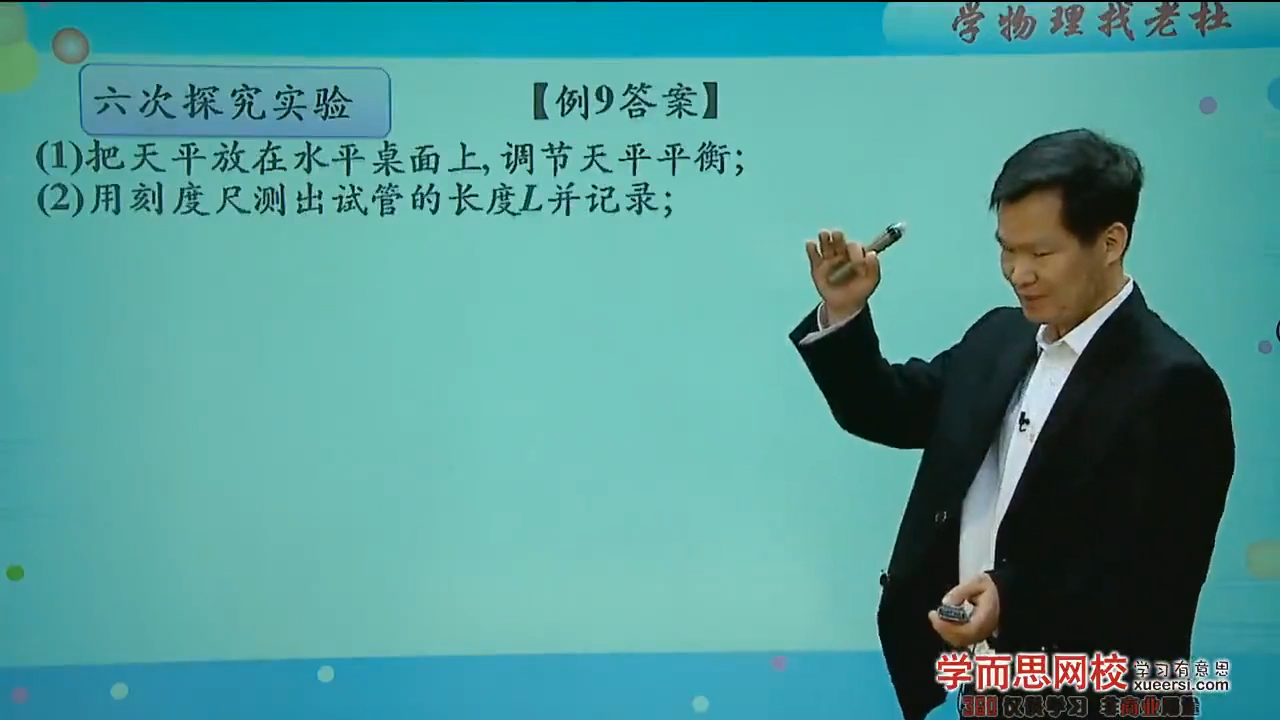 学物理找老杜
六次探究实验
【例9答案】
(1)把天平放在水平桌面上,调节天平平衡;
(2)用刻度尺测出试管的长度L并记录;
学而思网校
学习有意思
xueersi.com